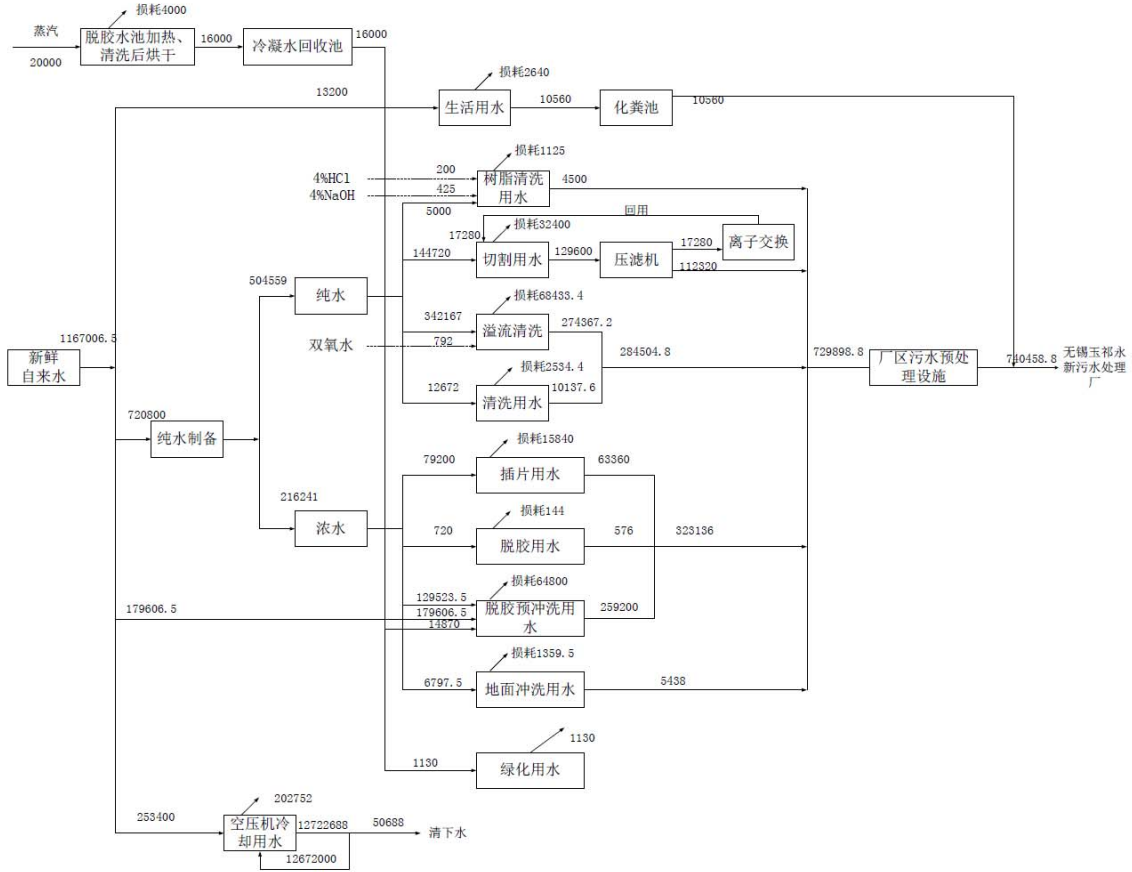 损耗4000
蒸汽
20000
脱胶水池加热、
清洗后烘干
16000
冷凝水回收池
16000
损耗2640
13200
生活用水
10560
化粪池
10560
损耗1125
4%HCl
200
4%NaOH
425
树脂清洗
用水
4500
5000
回用
损耗32400
17280
144720
切割用水
129600
压滤机
17280
离子交换
112320
504559
纯水
损耗68433.4
342167
溢流清洗
274367.2
双氧水
792
284504.8
损耗2534.4
12672
清洗用水
10137.6
1167006.5
新鲜
自来水
729898.8
厂区污水预处
理设施
740458.8
无锡玉祁永
新污水处理
厂
720800
纯水制备
损耗15840
79200
插片用水
63360
216241
浓水
损耗144
720
脱胶用水
576
323136
损耗64800
129523.5
179606.5
179606.5
14870
脱胶预冲洗用
水
259200
损耗1359.5
6797.5
地面冲洗用水
5438
1130
1130
绿化用水
202752
253400
空压机冷
却用水
12722688
50688
清下水
12672000